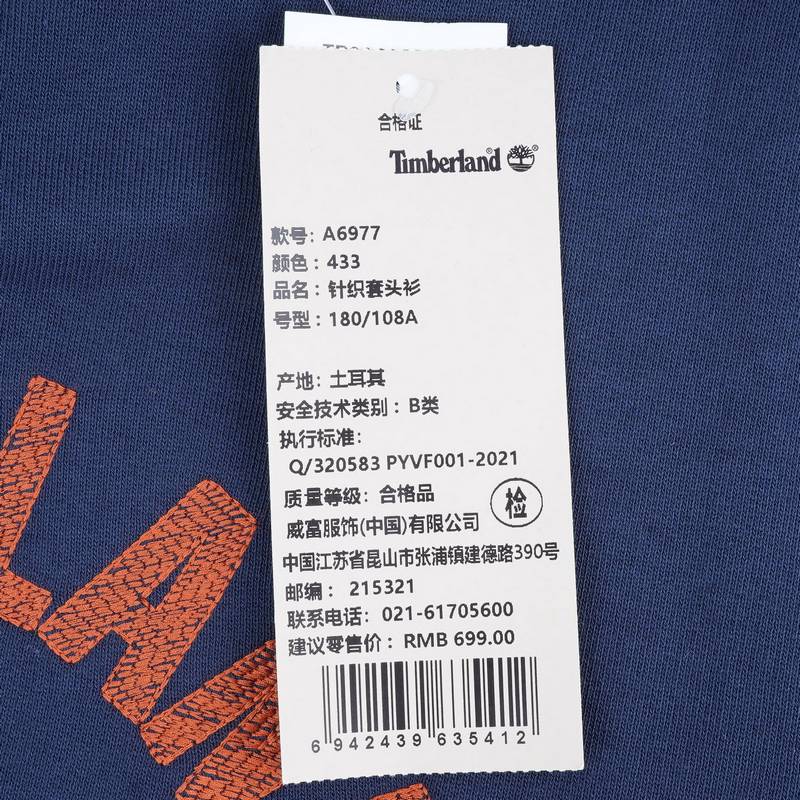 合格证
Timberland
款号: A6977
颜色: 433
品名: 针织套头衫
号型: 180/108A
产地: 土耳其
安全技术类别: B类
执行标准:
Q/320583 PYVF001-2021
质量等级: 合格品
检
威富服饰(中国)有限公司
中国江苏省昆山市张浦镇建德路390号
邮编: 215321
联系电话: 021-61705600
建议零售价: RMB 699.00
6 942439 635412
LA